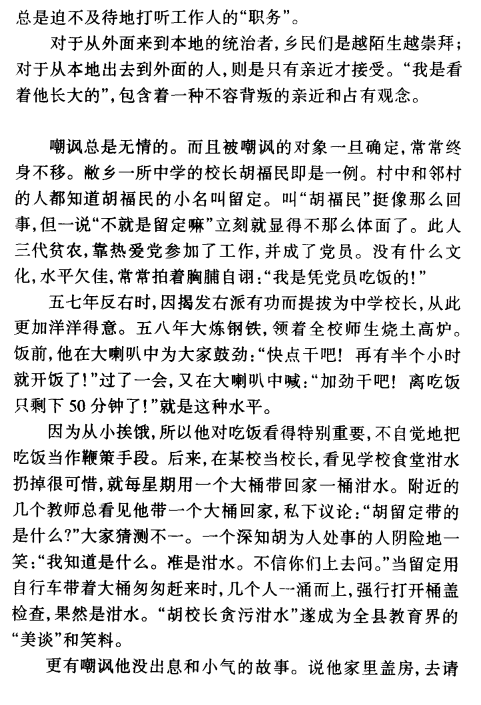 总是迫不及待地打听工作人的“职务”。
对于从外面来到本地的统治者,乡民们是越陌生越崇拜;
对于从本地出去到外面的人,则是只有亲近才接受。“我是看
着他长大的”,包含着一种不容背叛的亲近和占有观念。
嘲讽总是无情的。而且被嘲讽的对象一旦确定,常常终
身不移。敝乡一所中学的校长胡福民即是一例。村中和邻村
的人都知道胡福民的小名叫留定。叫“胡福民”挺像那么回
事,但一说“不就是留定嘛”立刻就显得不那么体面了。此人
三代贫农,靠热爱党参加了工作,并成了党员。没有什么文
化,水平欠佳,常常拍着胸脯自诩:“我是凭党员吃饭的!”
五七年反右时,因揭发右派有功而提拔为中学校长,从此
更加洋洋得意。五八年大炼钢铁,领着全校师生烧土高炉。
饭前,他在大喇叭中为大家鼓劲:“快点干吧! 再有半个小时
就开饭了!”过了一会,又在大喇叭中喊:“加劲干吧! 离吃饭
只剩下 50 分钟了!”就是这种水平。
因为从小挨饿,所以他对吃饭看得特别重要,不自觉地把
吃饭当作鞭策手段。后来,在某校当校长,看见学校食堂泔水
扔掉很可惜,就每星期用一个大桶带回家一桶泔水。附近的
几个教师总看见他带一个大桶回家,私下议论:“胡留定带的
是什么?”大家猜测不一。一个深知胡为人处事的人阴险地一
笑:“我知道是什么。准是泔水。不信你们上去问。”当留定用
自行车带着大桶匆匆赶来时,几个人一涌而上,强行打开桶盖
检查,果然是泔水。“胡校长贪污泔水”遂成为全县教育界的
“美谈”和笑料。
更有嘲讽他没出息和小气的故事。说他家里盖房,去请